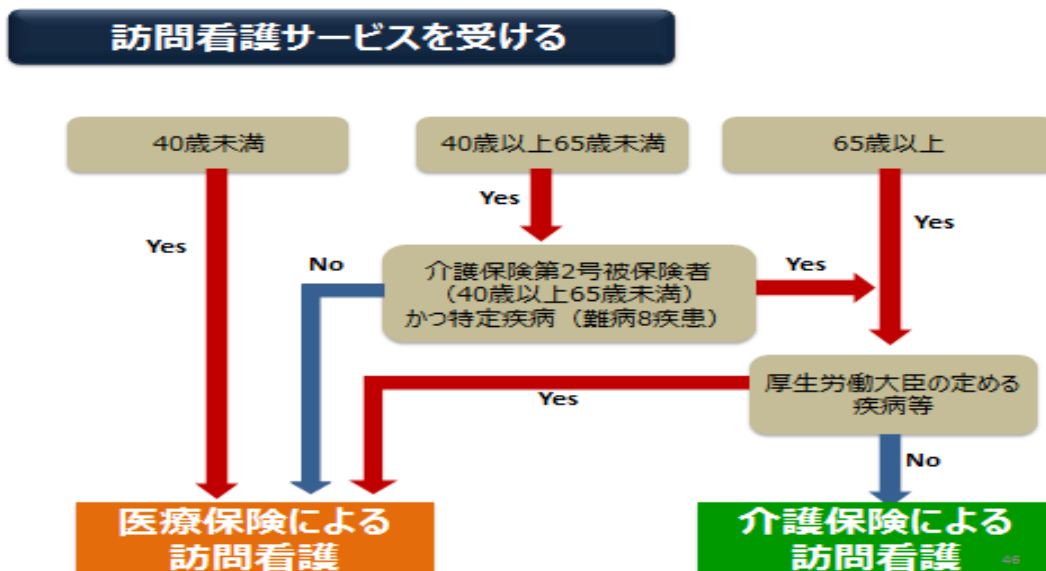 訪問看護サービスを受ける
40歳未満
40歳以上65歳未満
65歳以上
Yes
Yes
Yes
No
介護保険第2号被保険者
（40歳以上65歳未満）
かつ特定疾病（難病8疾患）
Yes
厚生労働大臣の定める
疾病等
Yes
No
医療保険による
訪問看護
介護保険による
訪問看護
46